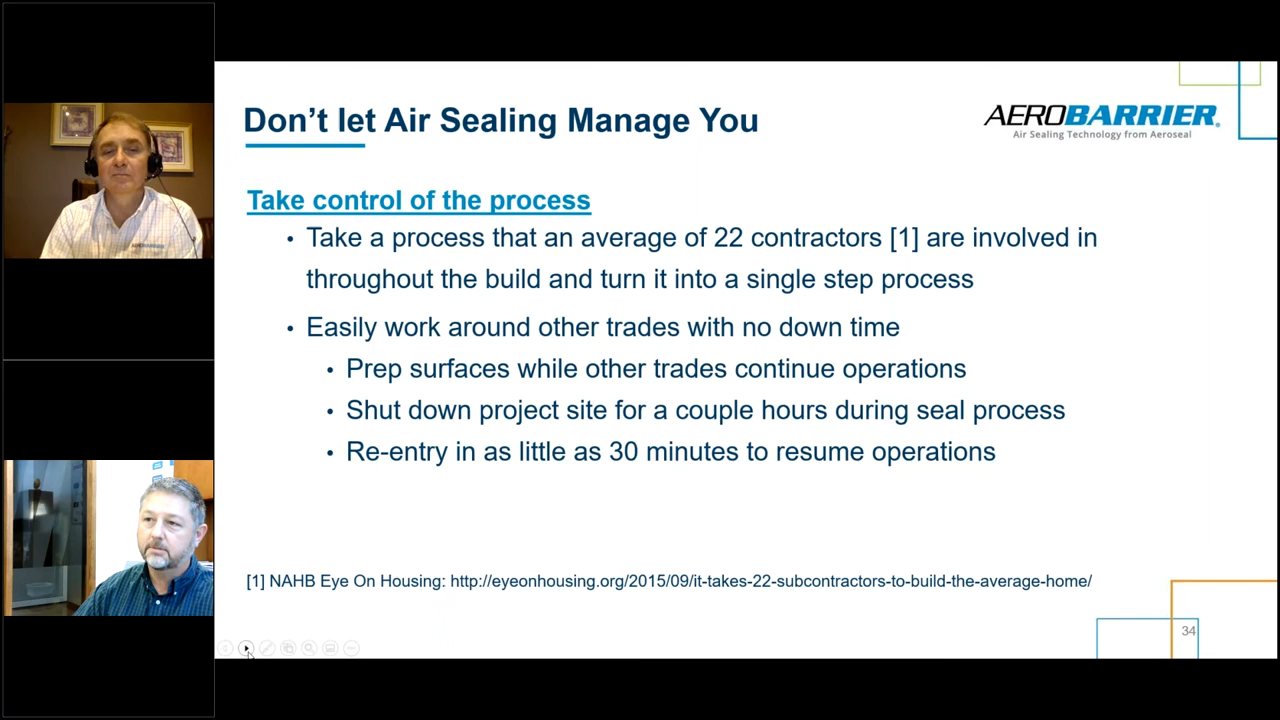 Don’t let Air Sealing Manage You
AEROBARRIER®
Air Sealing Technology from Aeroseal
Take control of the process
• Take a process that an average of 22 contractors [1] are involved in
throughout the build and turn it into a single step process
• Easily work around other trades with no down time
• Prep surfaces while other trades continue operations
• Shut down project site for a couple hours during seal process
• Re-entry in as little as 30 minutes to resume operations
[1] NAHB Eye On Housing: http://eyeonhousing.org/2015/09/it-takes-22-subcontractors-to-build-the-average-home/
34